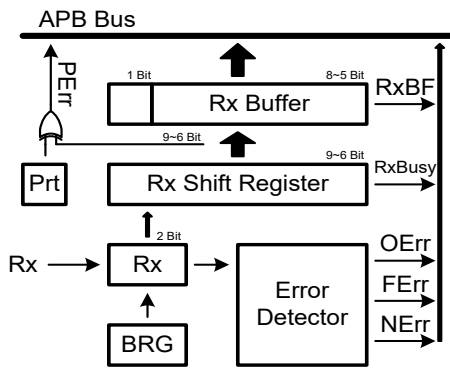 APB Bus
PErr
1 Bit
8~5 Bit
Rx Buffer
RxBF
9~6 Bit
9~6 Bit
Prt
Rx Shift Register
RxBusy
2 Bit
Rx
Rx
OErr
Error
Detector
FErr
NErr
BRG